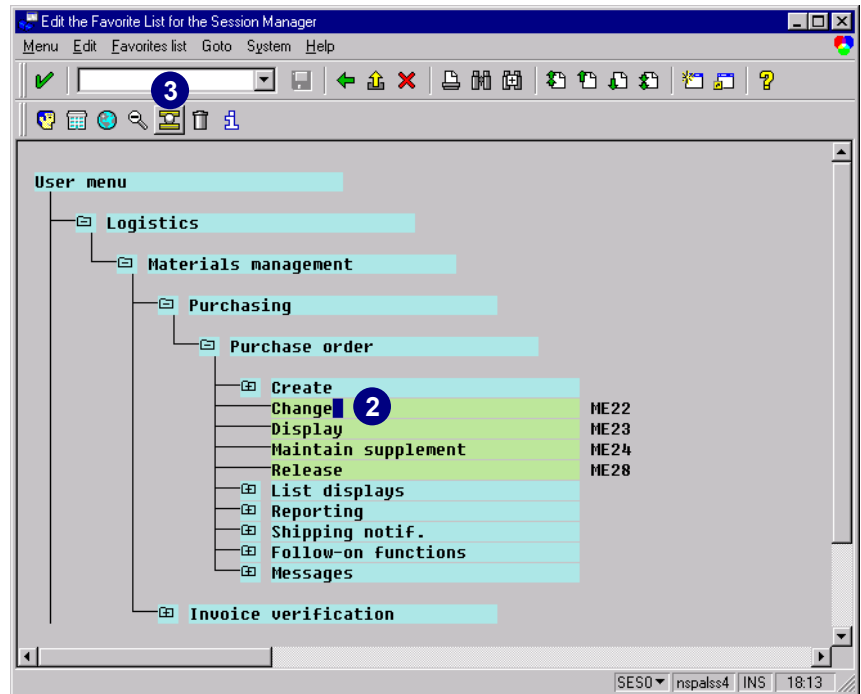 Edit the Favorite List for the Session Manager
Menu Edit Favorites list Goto System Help
3
User menu
Logistics
Materials management
Purchasing
Purchase order
Create
Change 2 ME22
Display ME23
Maintain supplement ME24
Release ME28
List displays
Reporting
Shipping notif.
Follow-on functions
Messages
Invoice verification
SES0 nspalss4 INS 18:13